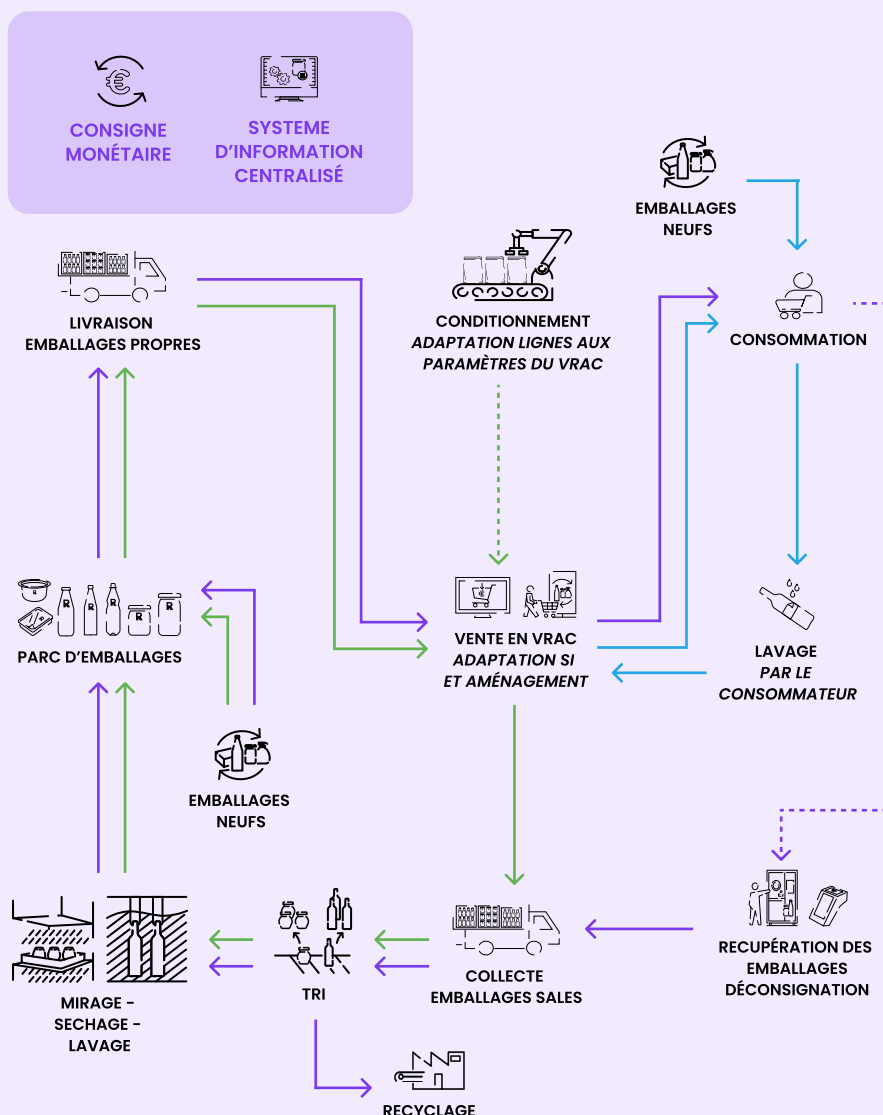 CONSIGNE
MONÉTAIRE
SYSTEME
D'INFORMATION
CENTRALISÉ
EMBALLAGES
NEUFS
LIVRAISON
EMBALLAGES PROPRES
CONDITIONNEMENT
ADAPTATION LIGNES AUX
PARAMÈTRES DU VRAC
CONSOMMATION
PARC D'EMBALLAGES
R
R
R
R
R
VENTE EN VRAC
ADAPTATION SI
ET AMÉNAGEMENT
LAVAGE
PAR LE
CONSOMMATEUR
EMBALLAGES
NEUFS
RECUPÉRATION DES
EMBALLAGES
DÉCONSIGNATION
COLLECTE
EMBALLAGES SALES
TRI
MIRAGE -
SECHAGE -
LAVAGE
RECYCLAGE